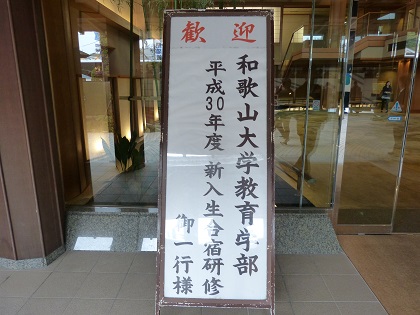 歓迎
和歌山大学教育学部
平成30年度 新入生合宿研修
御一行様